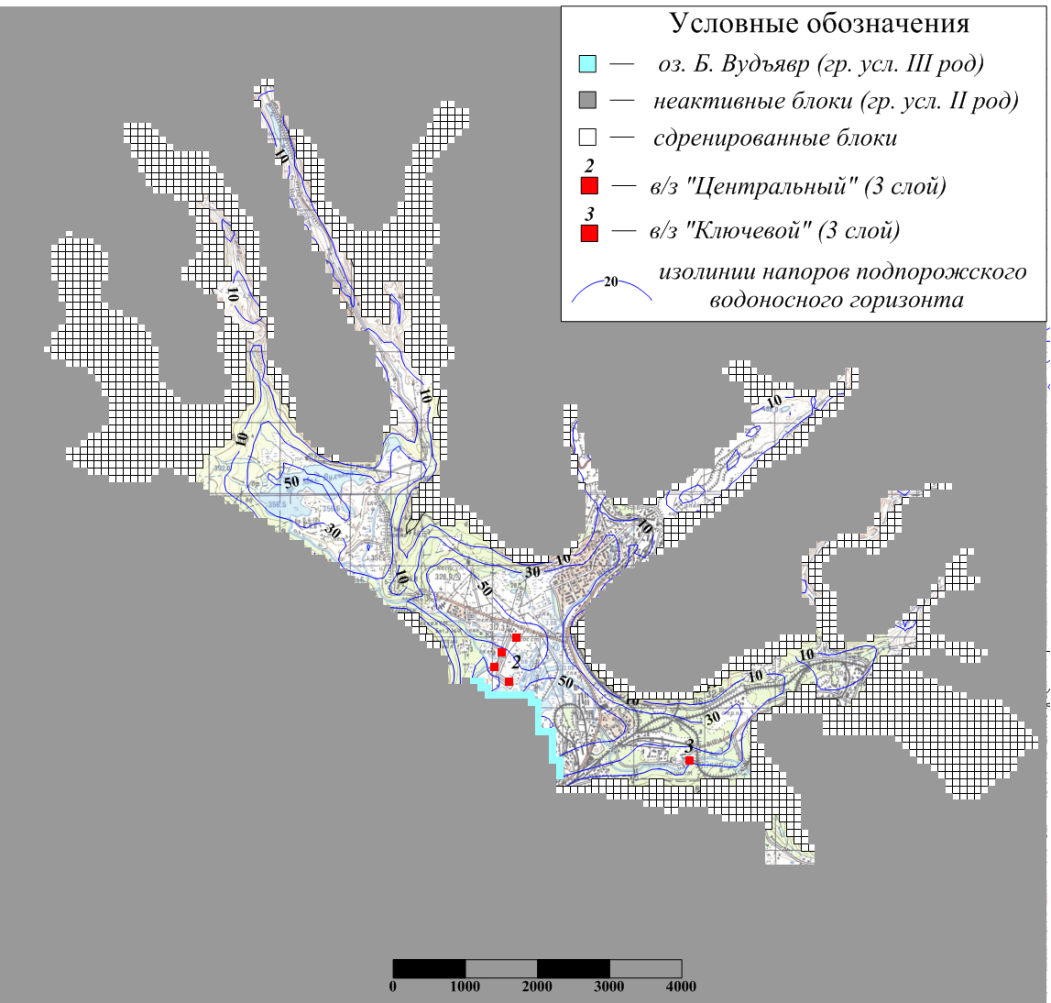 Условные обозначения
— оз. Б. Вудъявр (гр. усл. III род)
— неактивные блоки (гр. усл. II род)
— сдренированные блоки
2
— в/з "Центральный" (3 слой)
3
— в/з "Ключевой" (3 слой)
20
изолинии напоров подпорожского
водоносного горизонта
10
10
10
10
10
50
30
10
10
30
10
50
2
50
10
10
10
30
3
0 1000 2000 3000 4000